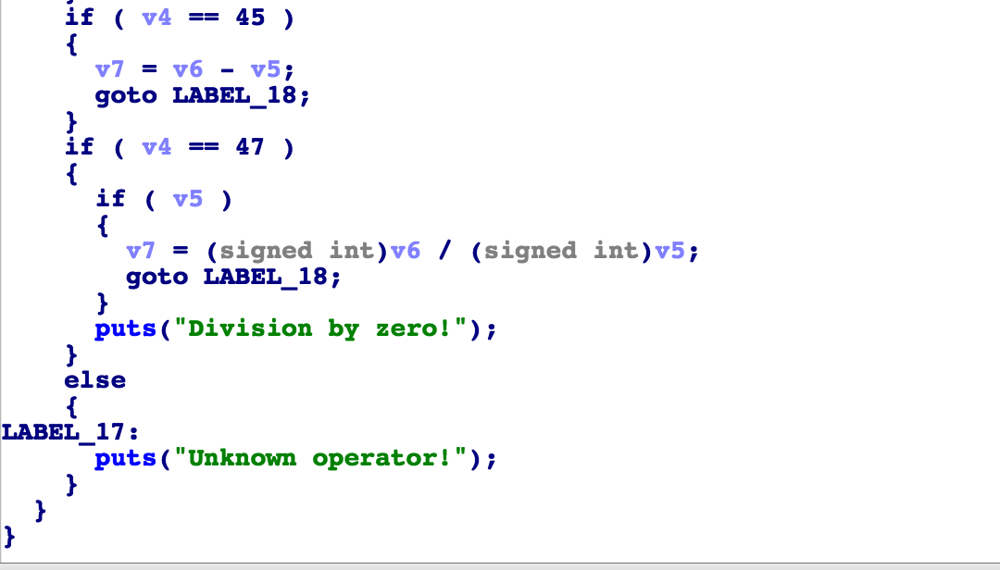 if ( v4 == 45 )
{
v7 = v6 - v5;
goto LABEL_18;
}
if ( v4 == 47 )
{
if ( v5 )
{
v7 = (signed int)v6 / (signed int)v5;
goto LABEL_18;
}
puts("Division by zero!");
}
else
{
LABEL_17:
puts("Unknown operator!");
}
}
}